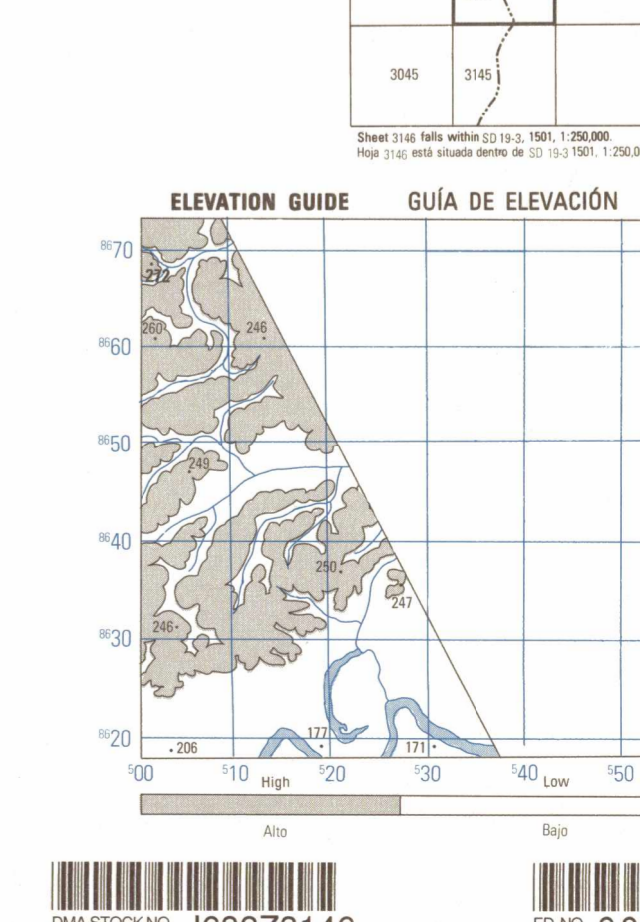 3045 3145
Sheet 3146 falls within SD 19-3, 1501, 1:250,000.
Hoja 3146 está situada dentro de SD 19-3 1501, 1:250,0
ELEVATION GUIDE GUÍA DE ELEVACIÓN
8670
272
260 246
8660
8650
249
8640
250
247
246
8630
177
8620 206 171
500 510 520 530 540 550
High Low
Alto Bajo
DMA STOCK NO.